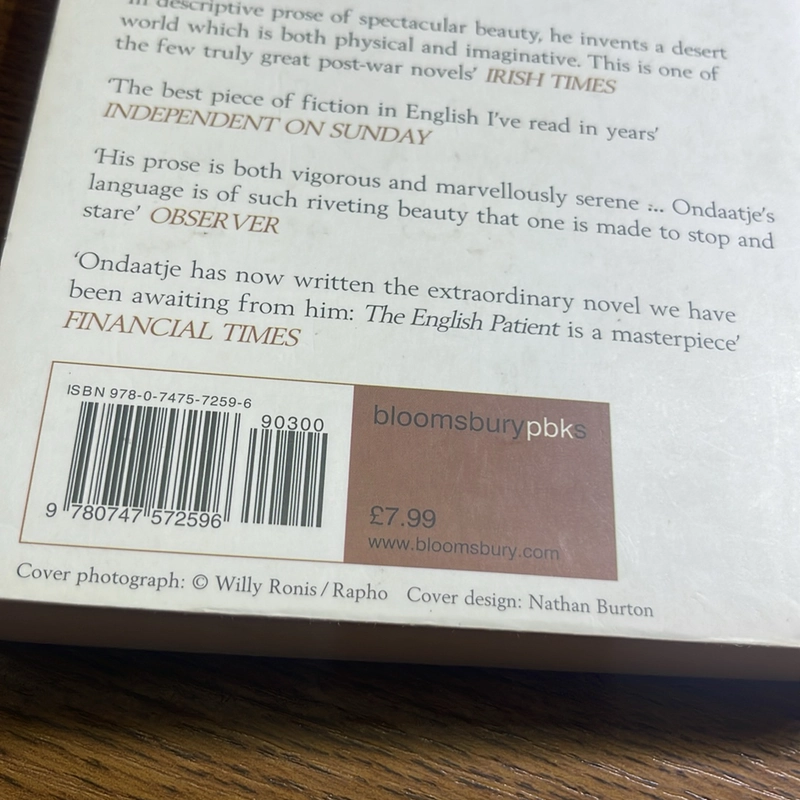 In descriptive prose of spectacular beauty, he invents a desert
world which is both physical and imaginative. This is one of
the few truly great post-war novels’ IRISH TIMES
‘The best piece of fiction in English I've read in years’
INDEPENDENT ON SUNDAY
‘His prose is both vigorous and marvellously serene ... Ondaatje's
language is of such riveting beauty that one is made to stop and
stare’ OBSERVER
‘Ondaatje has now written the extraordinary novel we have
been awaiting from him: The English Patient is a masterpiece’
FINANCIAL TIMES
ISBN 978-0-7475-7259-6
90300
9 780747 572596
bloomsburypbks
£7.99
www.bloomsbury.com
Cover photograph: © Willy Ronis / Rapho Cover design: Nathan Burton